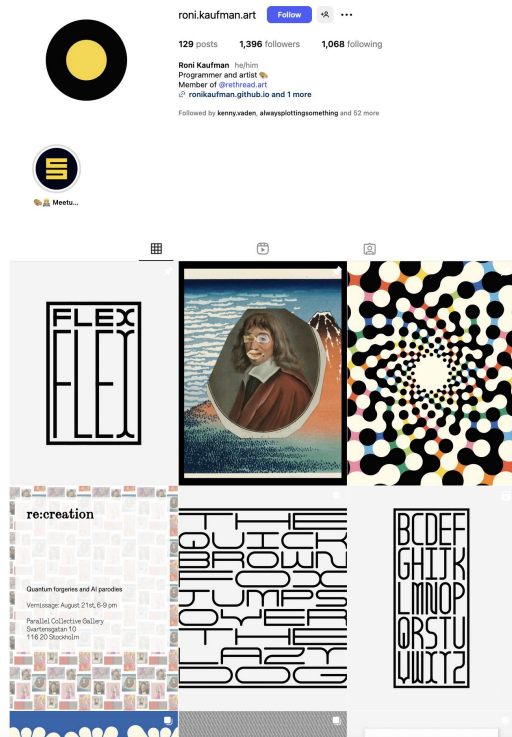 roni.kaufman.art Follow
129 posts 1,396 followers 1,068 following
Roni Kaufman he/him
Programmer and artist 🎨
Member of @rethread.art
ronikaufman.github.io and 1 more
Followed by kenny.vaden, alwaysplottingsomething and 52 more
🎨👩‍💻 Meetu...
FLEX
FLEX
re:creation
Quantum forgeries and AI parodies
Vernissage: August 21st, 6-9 pm
Parallel Collective Gallery
Svartensgatan 10
116 20 Stockholm
THE
QUICK
BROWN
FOX
JUMPS
OVER
THE
LAZY
DOG
BCDEF
GHIJK
LMNOP
QRSTU
VWXYZ